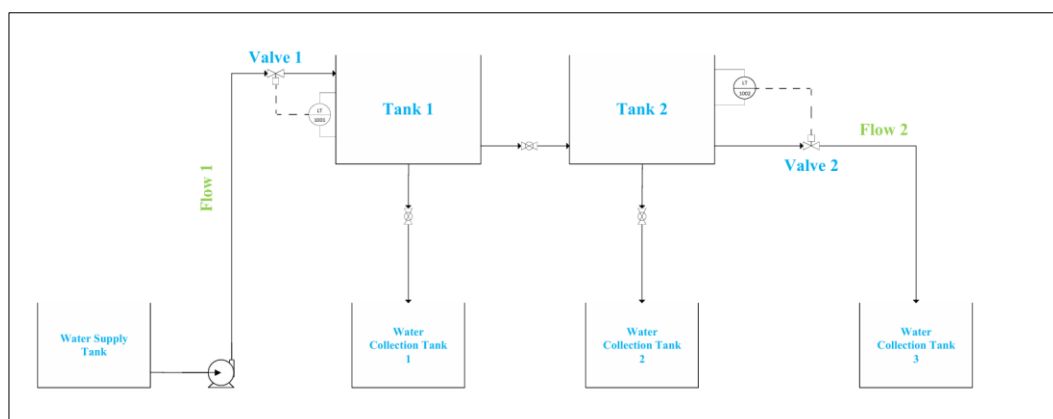 Valve 1
LT
1001
Tank 1
Tank 2
LT
1002
Flow 2
Valve 2
Flow 1
Water Supply
Tank
Water
Collection Tank
1
Water
Collection Tank
2
Water
Collection Tank
3